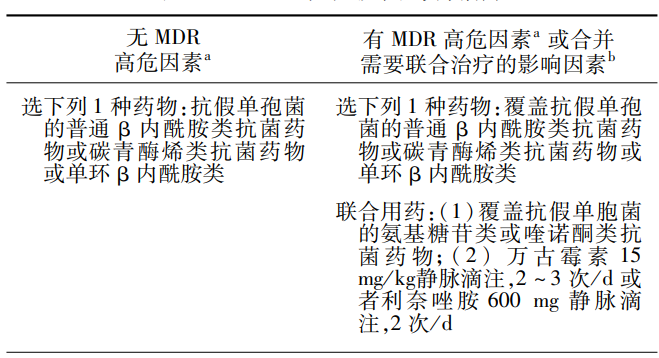 无 MDR
高危因素a
有 MDR 高危因素a 或合并
需要联合治疗的影响因素b
选下列1 种药物:抗假单孢菌
的普通 β 内酰胺类抗菌药
物或碳青酶烯类抗菌药物
或单环 β 内酰胺类
选下列1 种药物:覆盖抗假单孢
菌的普通 β 内酰胺类抗菌药
物或碳青酶烯类抗菌药物或
单环 β 内酰胺类
联合用药:(1)覆盖抗假单胞菌
的氨基糖苷类或喹诺酮类抗
菌药物;(2) 万古霉素 15
mg/kg静脉滴注,2 ~ 3 次/d 或
者利奈唑胺 600 mg 静脉滴
注,2 次/d